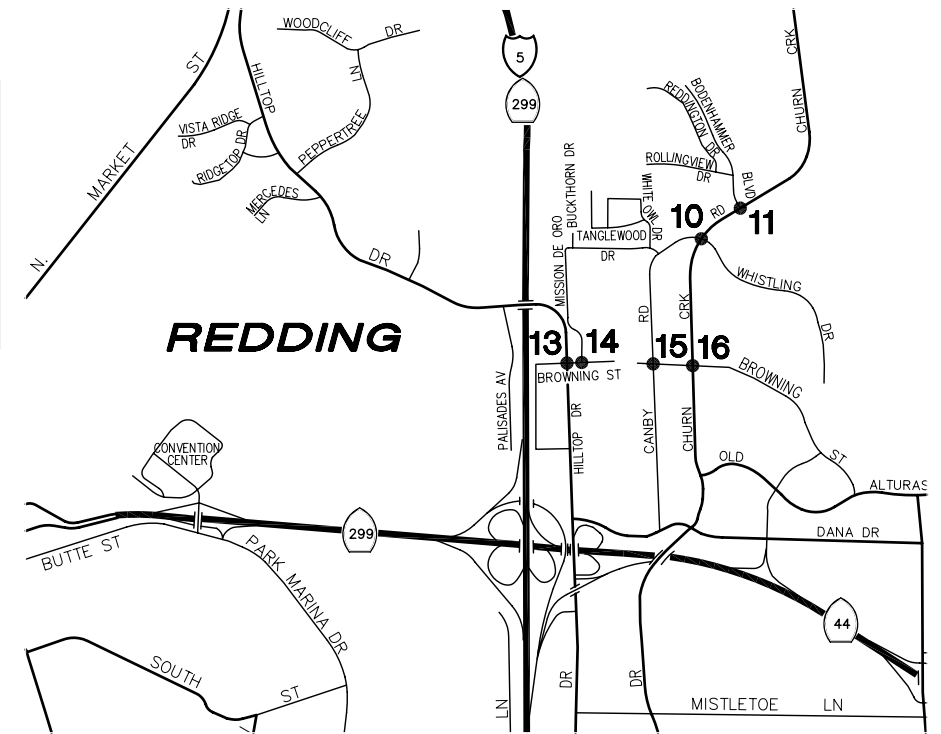 WOODCLIFF DR
LN
PEPPERTREE
N. MARKET ST
HILLTOP
DR
VISTA RIDGE
DR
RIDGETOP DR
MERCEDES
LN
5
299
REDDINGTON DR
BODENHAMMER
BLVD
ROLLINGVIEW
DR
CHURN CRK
RD
10
11
BUCKTHORN DR
MISSION DE ORO
WHITE OWL DR
TANGLEWOOD
DR
WHISTLING
DR
REDDING
13
14
15
16
BROWNING ST
BROWNING
ST
PALISADES AV
HILLTOP DR
CANBY RD
CHURN CRK
OLD
ALTURAS
CONVENTION
CENTER
299
BUTTE ST
PARK MARINA DR
DANA DR
44
SOUTH
ST
LN
DR
DR
MISTLETOE LN